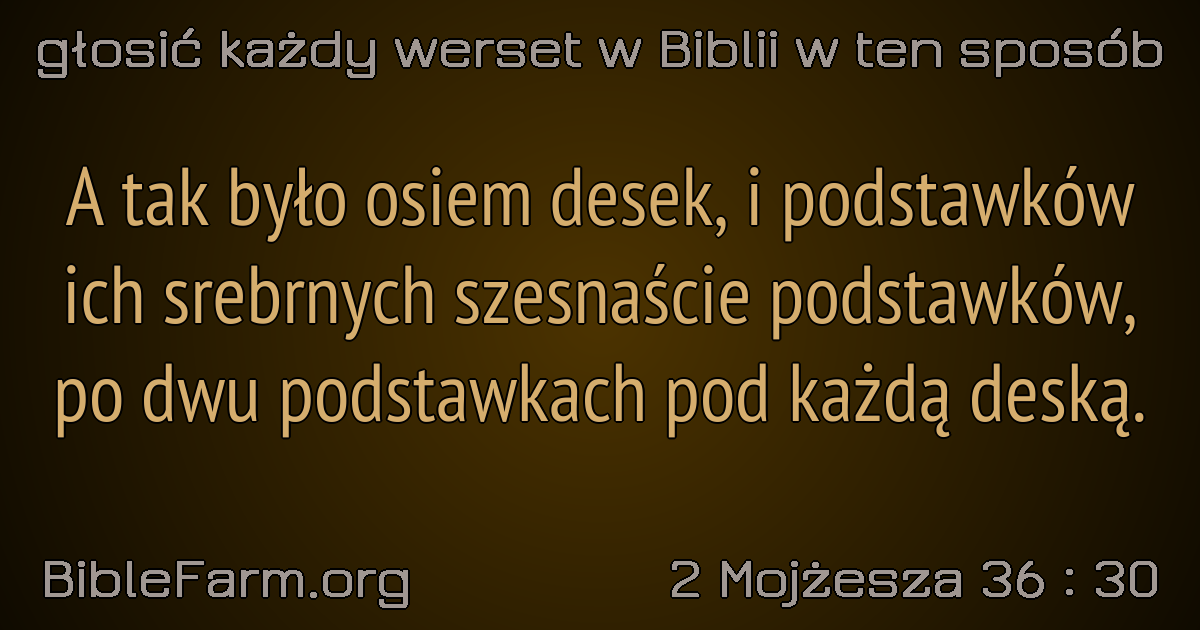 głosić każdy werset w Biblii w ten sposób
A tak było osiem desek, i podstawków
ich srebrnych szesnaście podstawków,
po dwu podstawkach pod każdą deską.
BibleFarm.org
2 Mojżesza 36 : 30